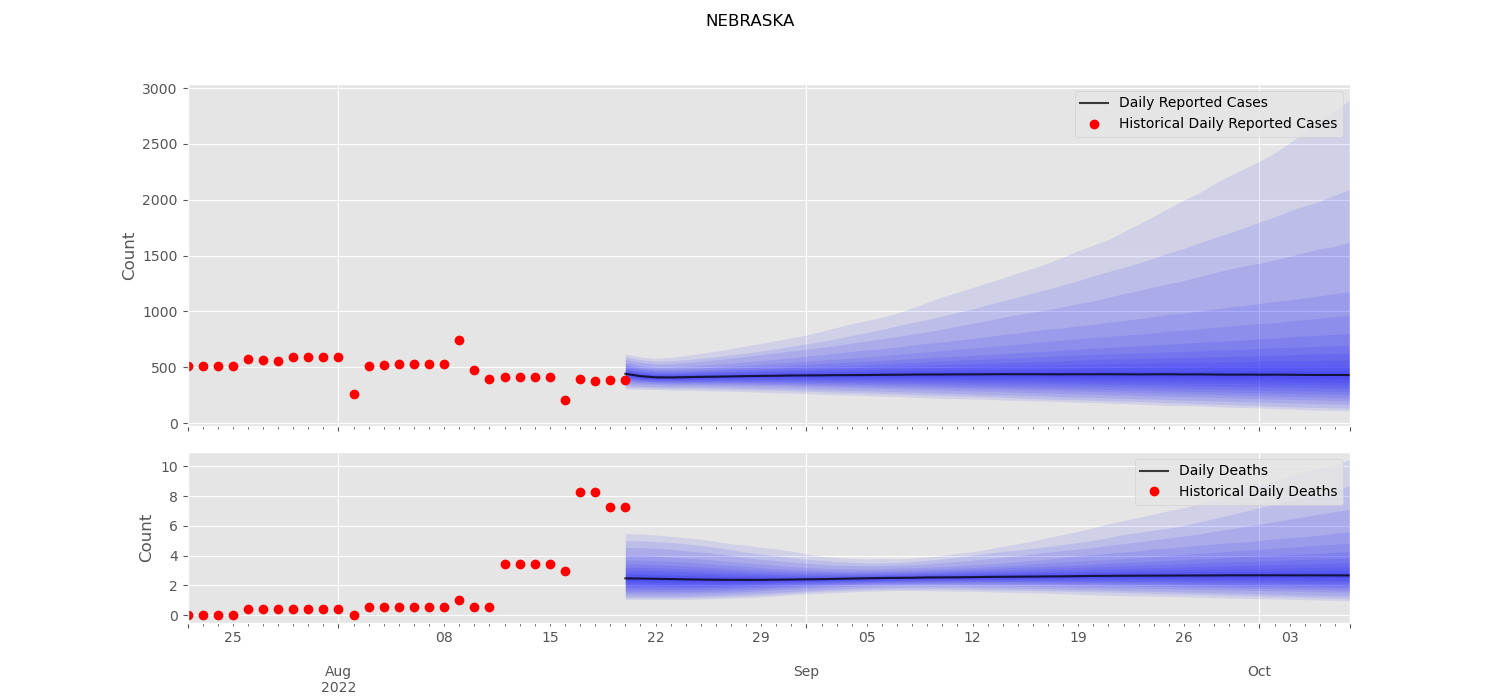 NEBRASKA
3000
2500
2000
1500
1000
500
0
Count
Daily Reported Cases
Historical Daily Reported Cases
10
8
6
4
2
0
Count
Daily Deaths
Historical Daily Deaths
25 08 15 22 29 05 12 19 26 03
Aug Sep Oct
2022